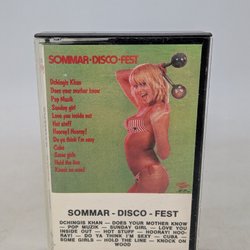 SOMMAR·DISCO·FEST
Dchingis Khan
Does your mother know
Pop Muzik
Sunday girl
Love you inside out
Hot stuff
Hooray! Hooray!
Do ya think I'm sexy
Cuba
Some girls
Hold the line
Knock on wood
SOMMAR - DISCO - FEST
DCHINGIS KHAN — DOES YOUR MOTHER KNOW
— POP MUZIK — SUNDAY GIRL — LOVE YOU
INSIDE OUT — HOT STUFF — HOORAY! HOO-
RAY! — DO YA THINK I'M SEXY — CUBA —
SOME GIRLS — HOLD THE LINE — KNOCK ON
WOOD